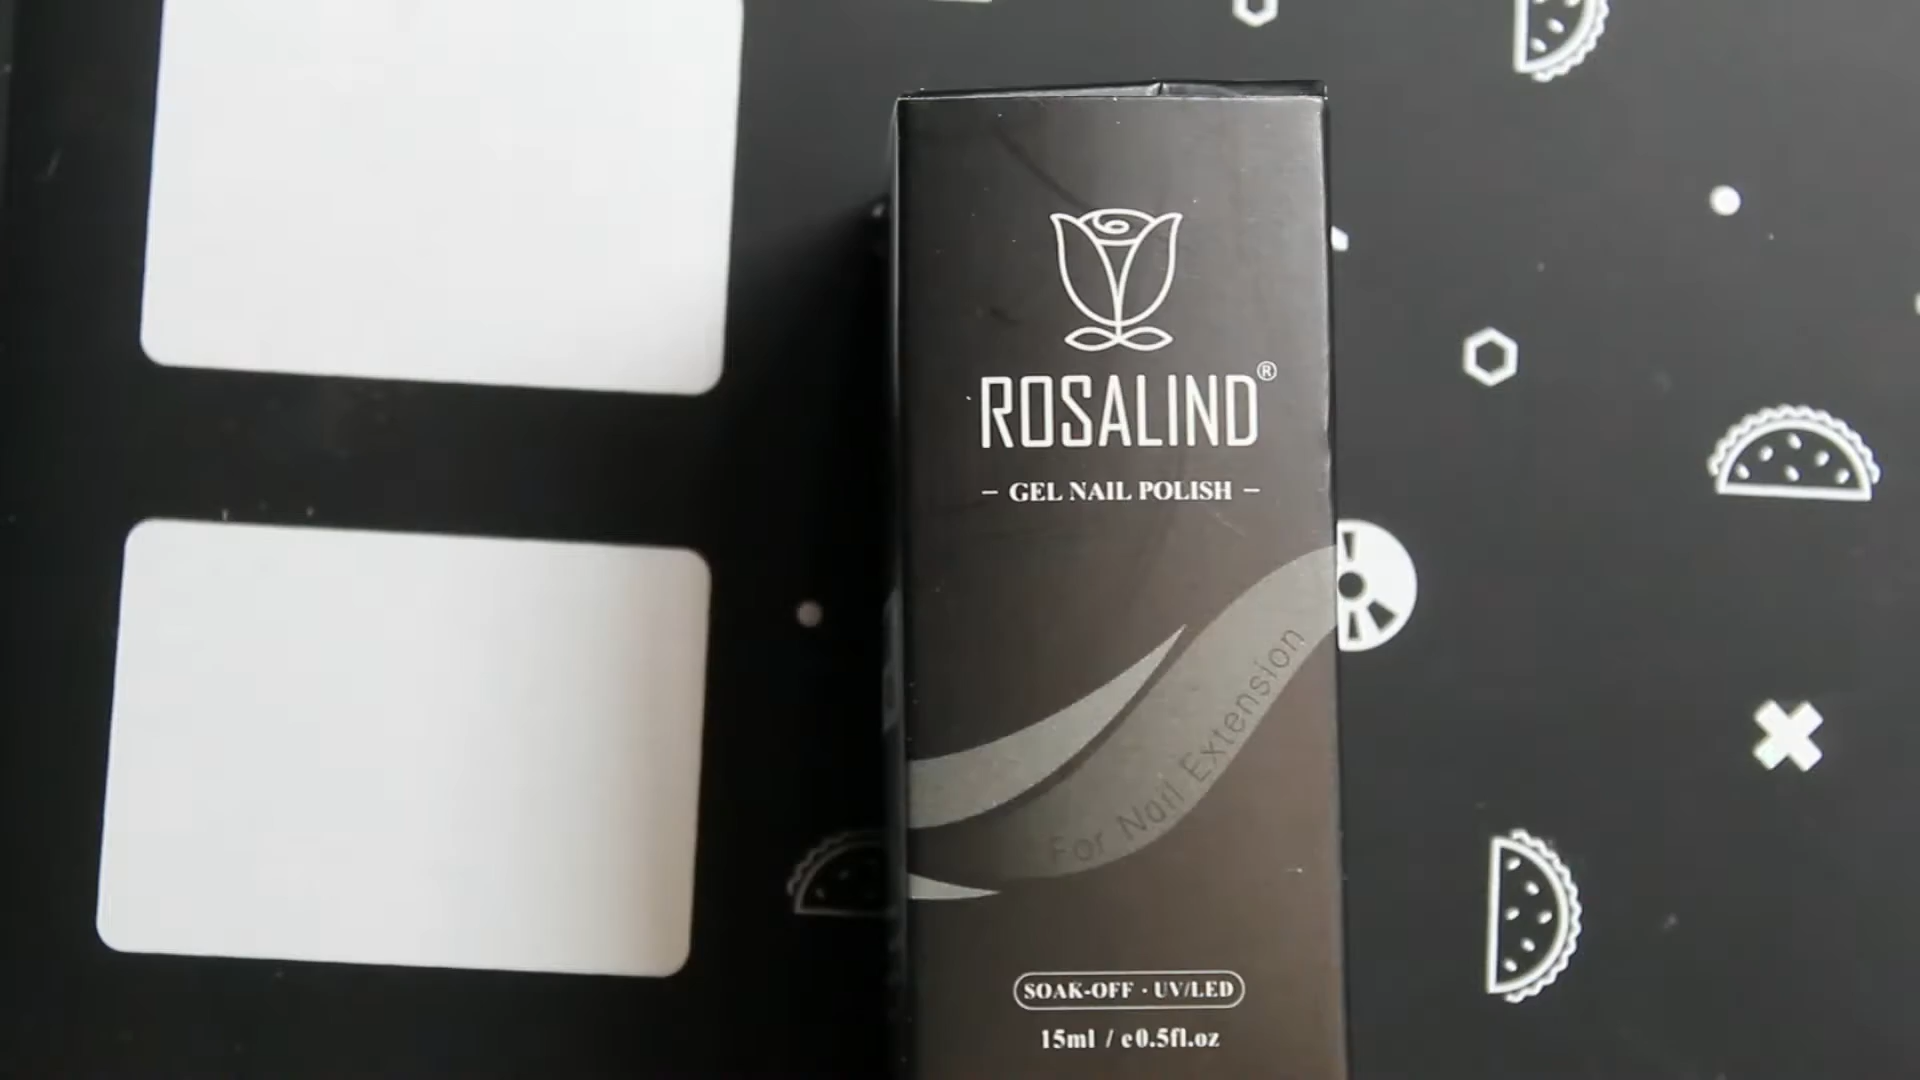 ROSALIND®
– GEL NAIL POLISH –
For Nail Extension
SOAK-OFF · UV/LED
15ml / e0.5fl.oz